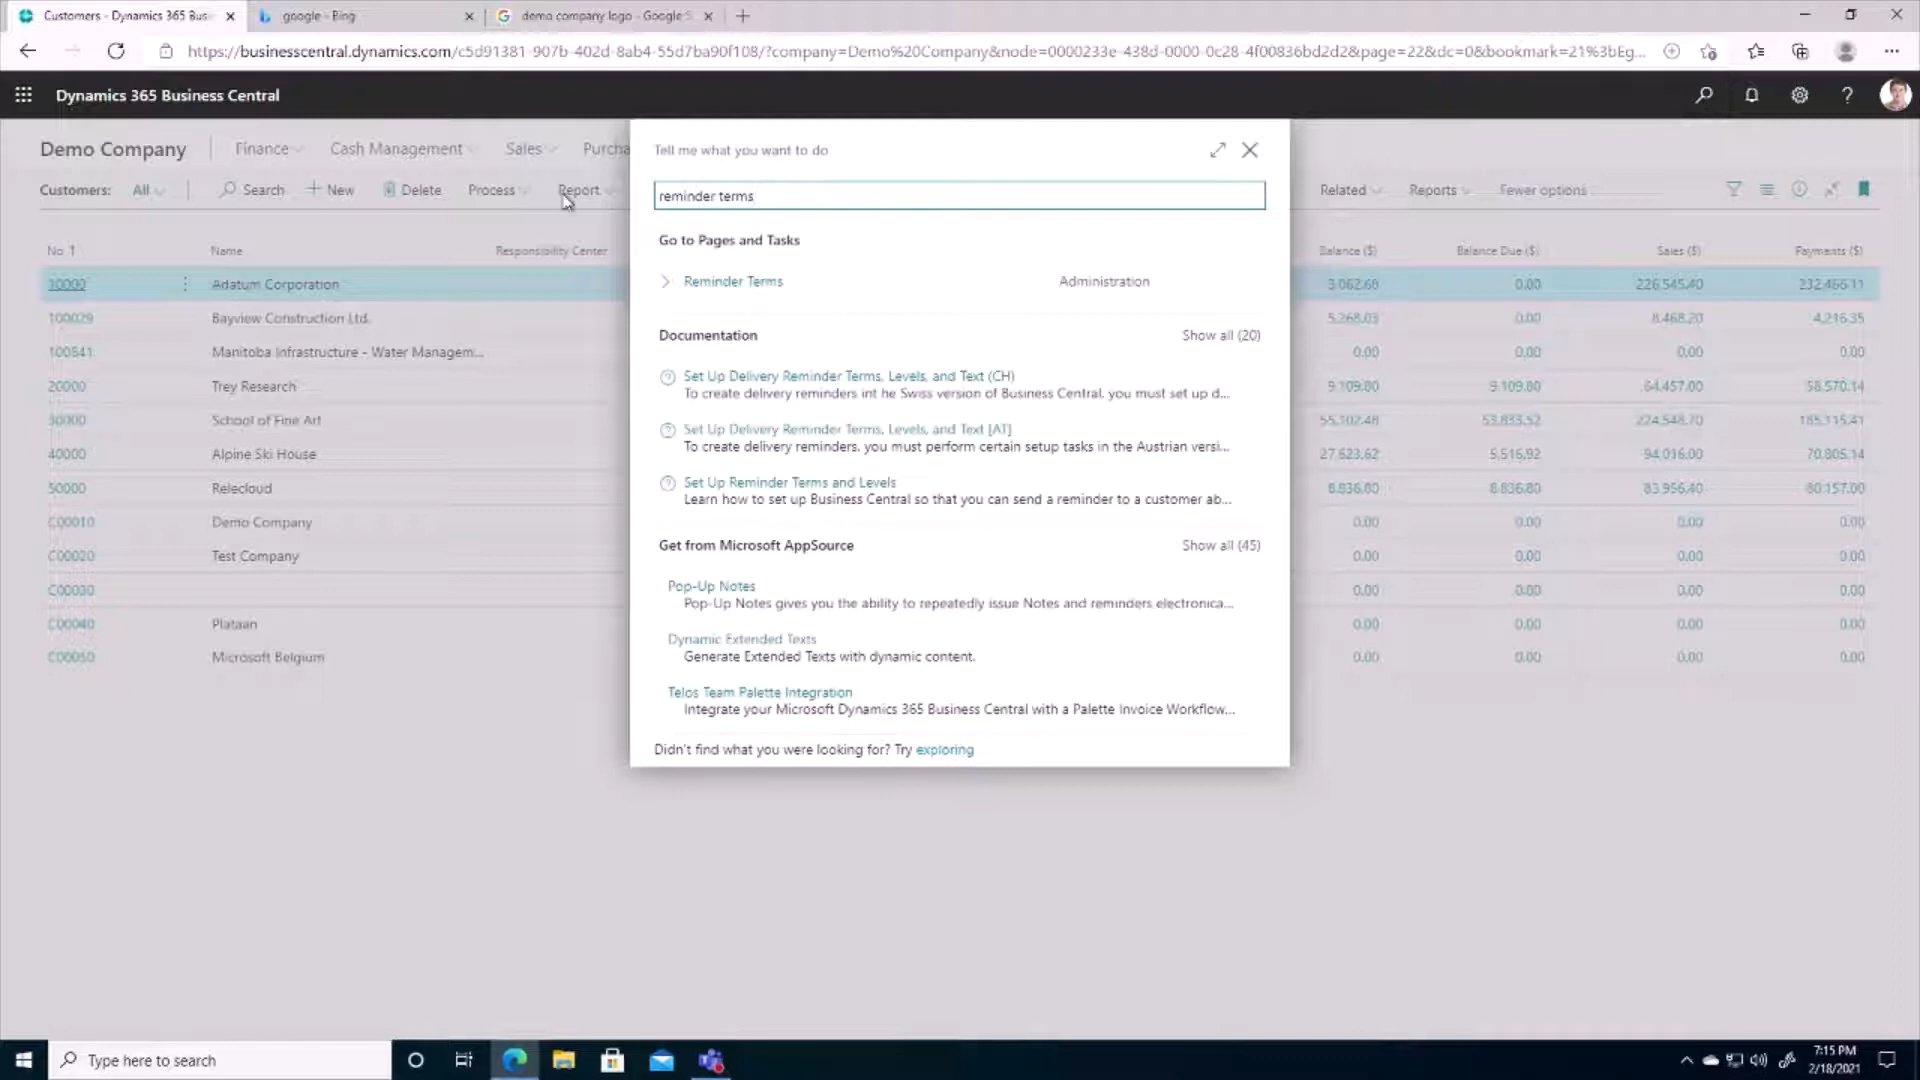 Customers - Dynamics 365 Busi
google - Bing
demo company logo - Google S
https://businesscentral.dynamics.com/c5d91381-907b-402d-8ab4-55d7ba90f108/?company=Demo%20Company&node=0000233e-438d-0000-0c28-4f00836bd2d2&page=22&dc=0&bookmark=21%3bEg...
Dynamics 365 Business Central
Demo Company
Finance
Cash Management
Sales
Purcha
Customers: All
Search
New
Delete
Process
Report
Related
Reports
Fewer options
No. ↑ Name Responsibility Center Balance ($) Balance Due ($) Sales ($) Payments ($)
10000 Adatum Corporation 3,062.68 0.00 226,545.40 232,466.11
100029 Bayview Construction Ltd. 5,268.03 0.00 8,468.20 4,216.35
100841 Manitoba Infrastructure - Water Managem... 0.00 0.00 0.00 0.00
20000 Trey Research 9,109.80 9,109.80 64,457.00 58,570.14
30000 School of Fine Art 55,102.48 53,833.52 224,548.70 185,115.41
40000 Alpine Ski House 27,623.62 5,516.92 94,016.00 70,805.14
50000 Relecloud 8,836.80 8,836.80 83,956.40 80,157.00
C00010 Demo Company 0.00 0.00 0.00 0.00
C00020 Test Company 0.00 0.00 0.00 0.00
C00030 0.00 0.00 0.00 0.00
C00040 Plataan 0.00 0.00 0.00 0.00
C00050 Microsoft Belgium 0.00 0.00 0.00 0.00
Tell me what you want to do
reminder terms
Go to Pages and Tasks
Reminder Terms Administration
Documentation Show all (20)
Set Up Delivery Reminder Terms, Levels, and Text (CH)
To create delivery reminders int he Swiss version of Business Central, you must set up d...
Set Up Delivery Reminder Terms, Levels, and Text [AT]
To create delivery reminders, you must perform certain setup tasks in the Austrian versi...
Set Up Reminder Terms and Levels
Learn how to set up Business Central so that you can send a reminder to a customer ab...
Get from Microsoft AppSource Show all (45)
Pop-Up Notes
Pop-Up Notes gives you the ability to repeatedly issue Notes and reminders electronica...
Dynamic Extended Texts
Generate Extended Texts with dynamic content.
Telos Team Palette Integration
Integrate your Microsoft Dynamics 365 Business Central with a Palette Invoice Workflow...
Didn't find what you were looking for? Try exploring
Type here to search
7:15 PM
2/18/2021